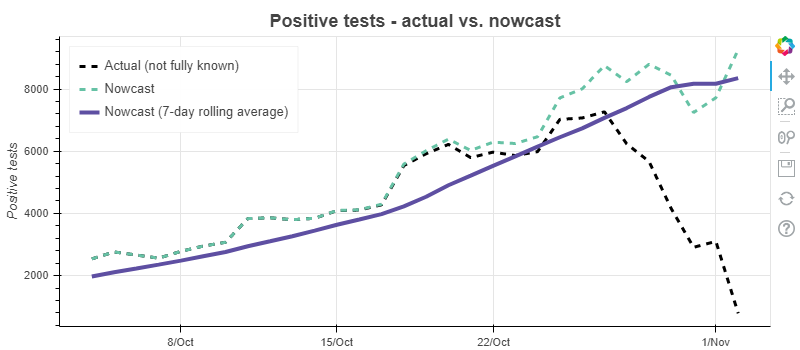 Positive tests - actual vs. nowcast
Actual (not fully known)
Nowcast
Nowcast (7-day rolling average)
Positive tests
8000
6000
4000
2000
8/Oct
15/Oct
22/Oct
1/Nov